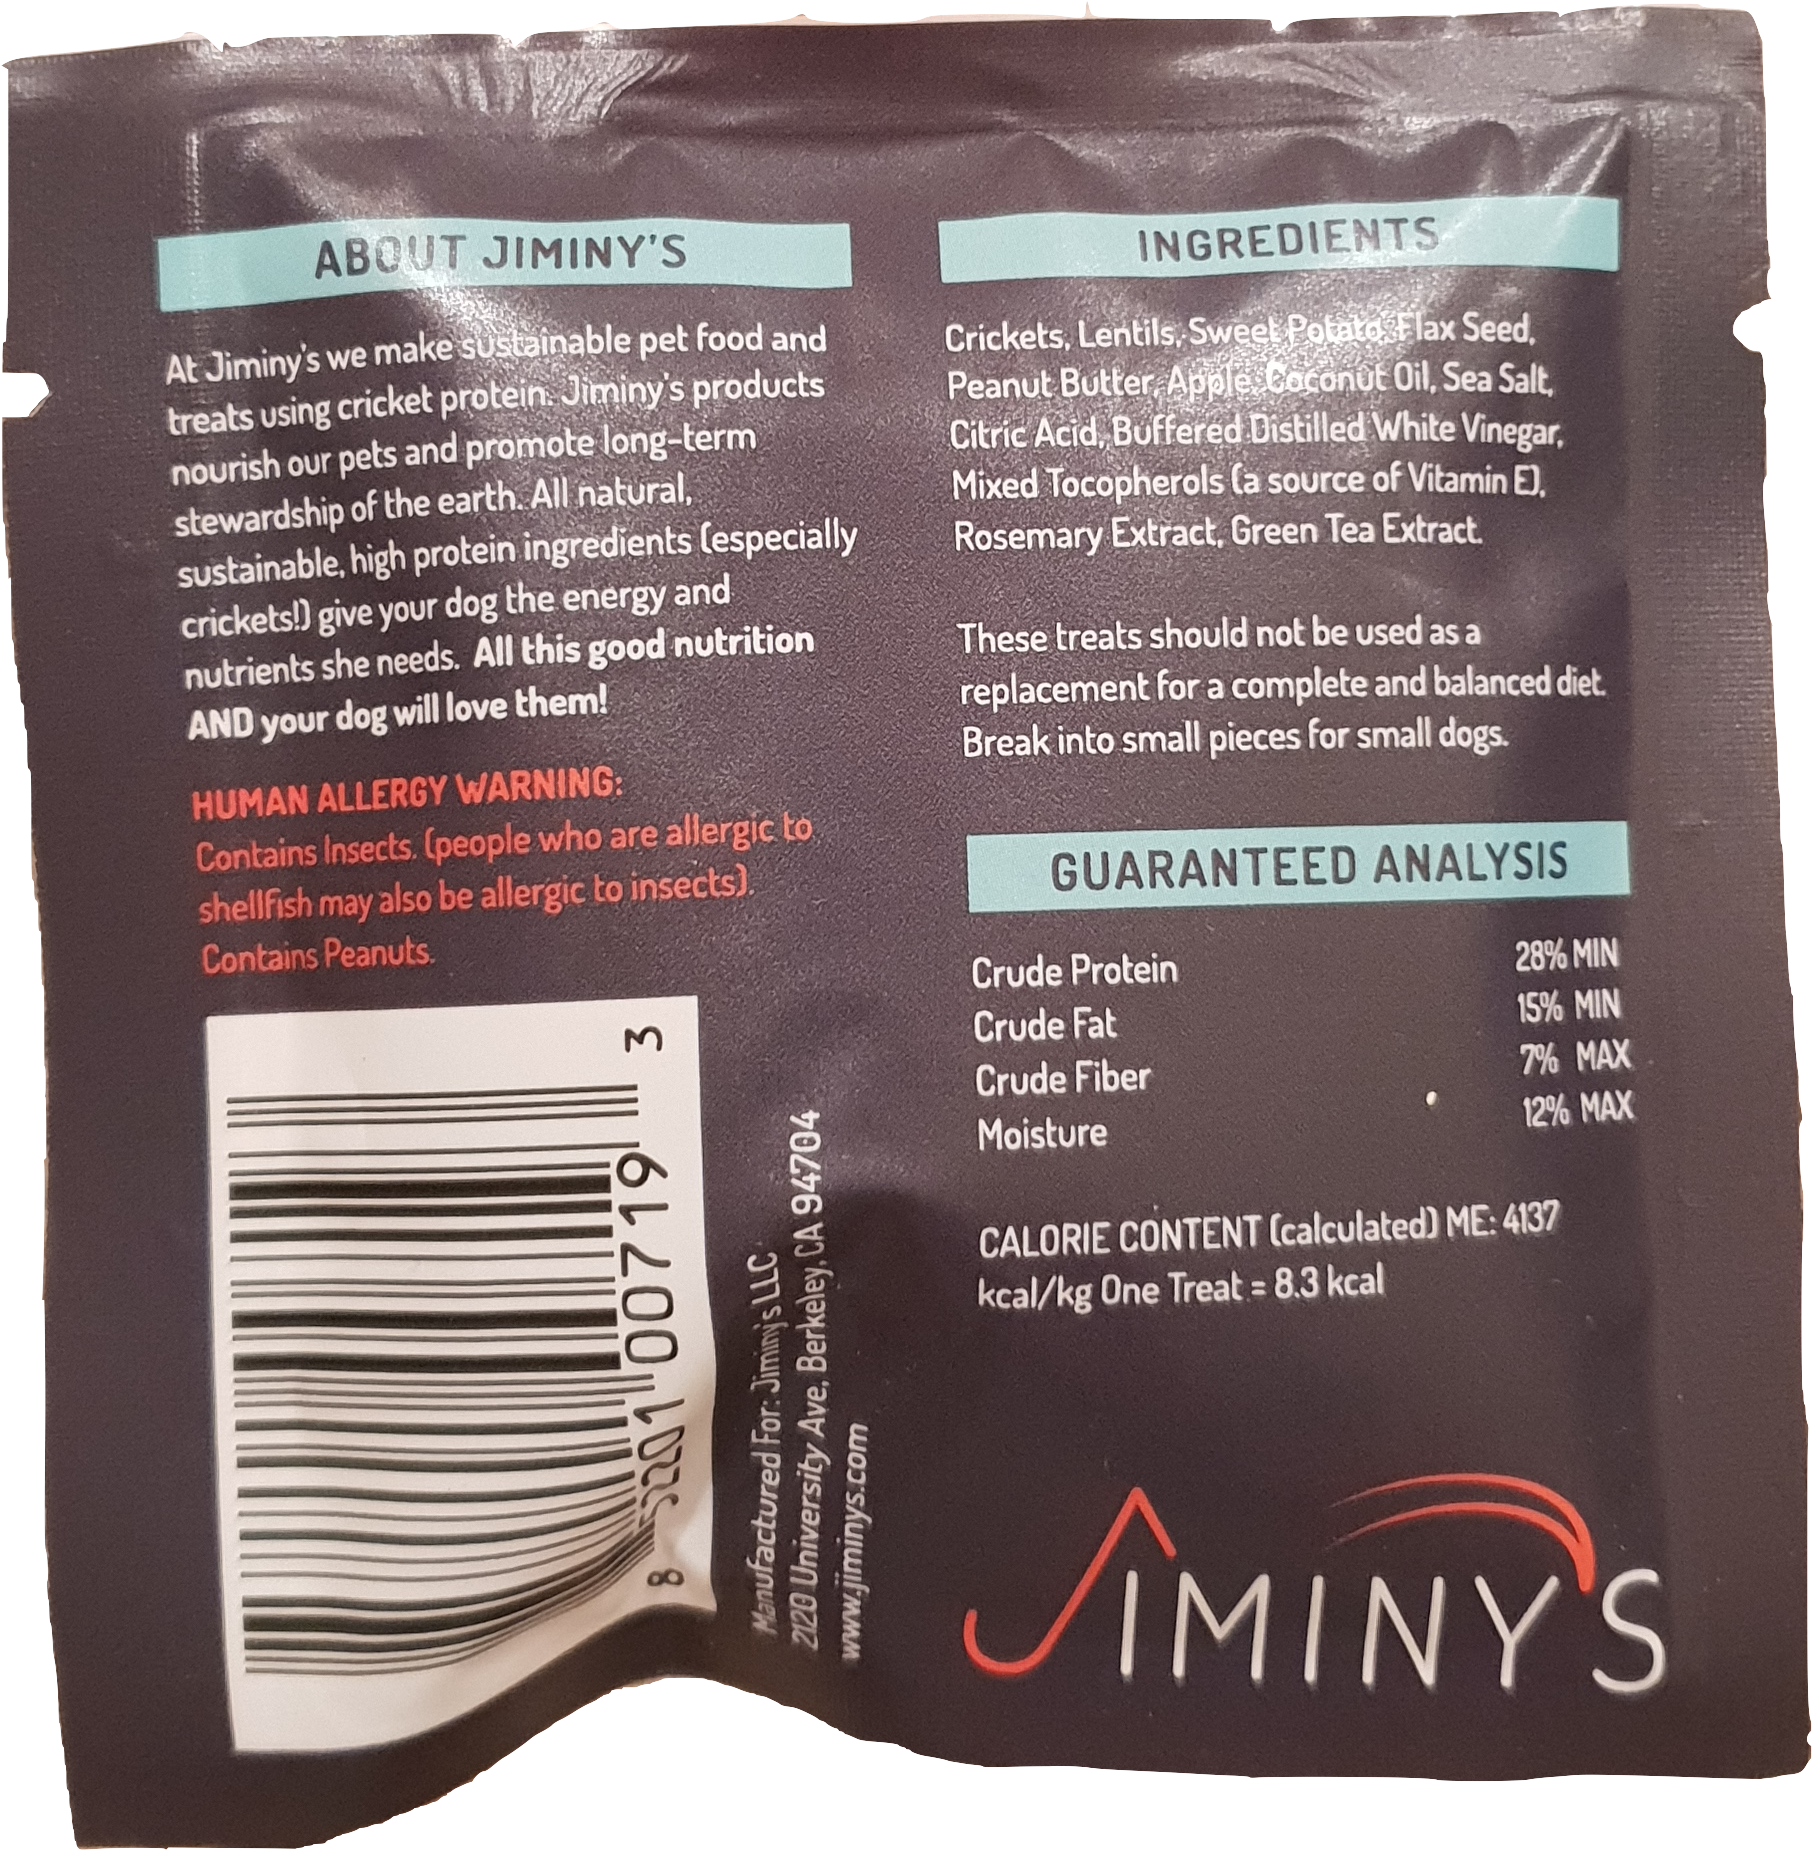 ABOUT JIMINY'S
At Jiminy's we make sustainable pet food and
treats using cricket protein. Jiminy's products
nourish our pets and promote long-term
stewardship of the earth. All natural,
sustainable, high protein ingredients (especially
crickets!) give your dog the energy and
nutrients she needs. All this good nutrition
AND your dog will love them!
HUMAN ALLERGY WARNING:
Contains Insects. (people who are allergic to
shellfish may also be allergic to insects).
Contains Peanuts.
8 52201 00719 3
Manufactured For: Jiminy's LLC
2120 University Ave, Berkeley, CA 94704
www.jiminys.com
INGREDIENTS
Crickets, Lentils, Sweet Potato, Flax Seed,
Peanut Butter, Apple, Coconut Oil, Sea Salt,
Citric Acid, Buffered Distilled White Vinegar,
Mixed Tocopherols (a source of Vitamin E),
Rosemary Extract, Green Tea Extract.
These treats should not be used as a
replacement for a complete and balanced diet.
Break into small pieces for small dogs.
GUARANTEED ANALYSIS
Crude Protein 28% MIN
Crude Fat 15% MIN
Crude Fiber 7% MAX
Moisture 12% MAX
CALORIE CONTENT (calculated) ME: 4137
kcal/kg One Treat = 8.3 kcal
JIMINY'S